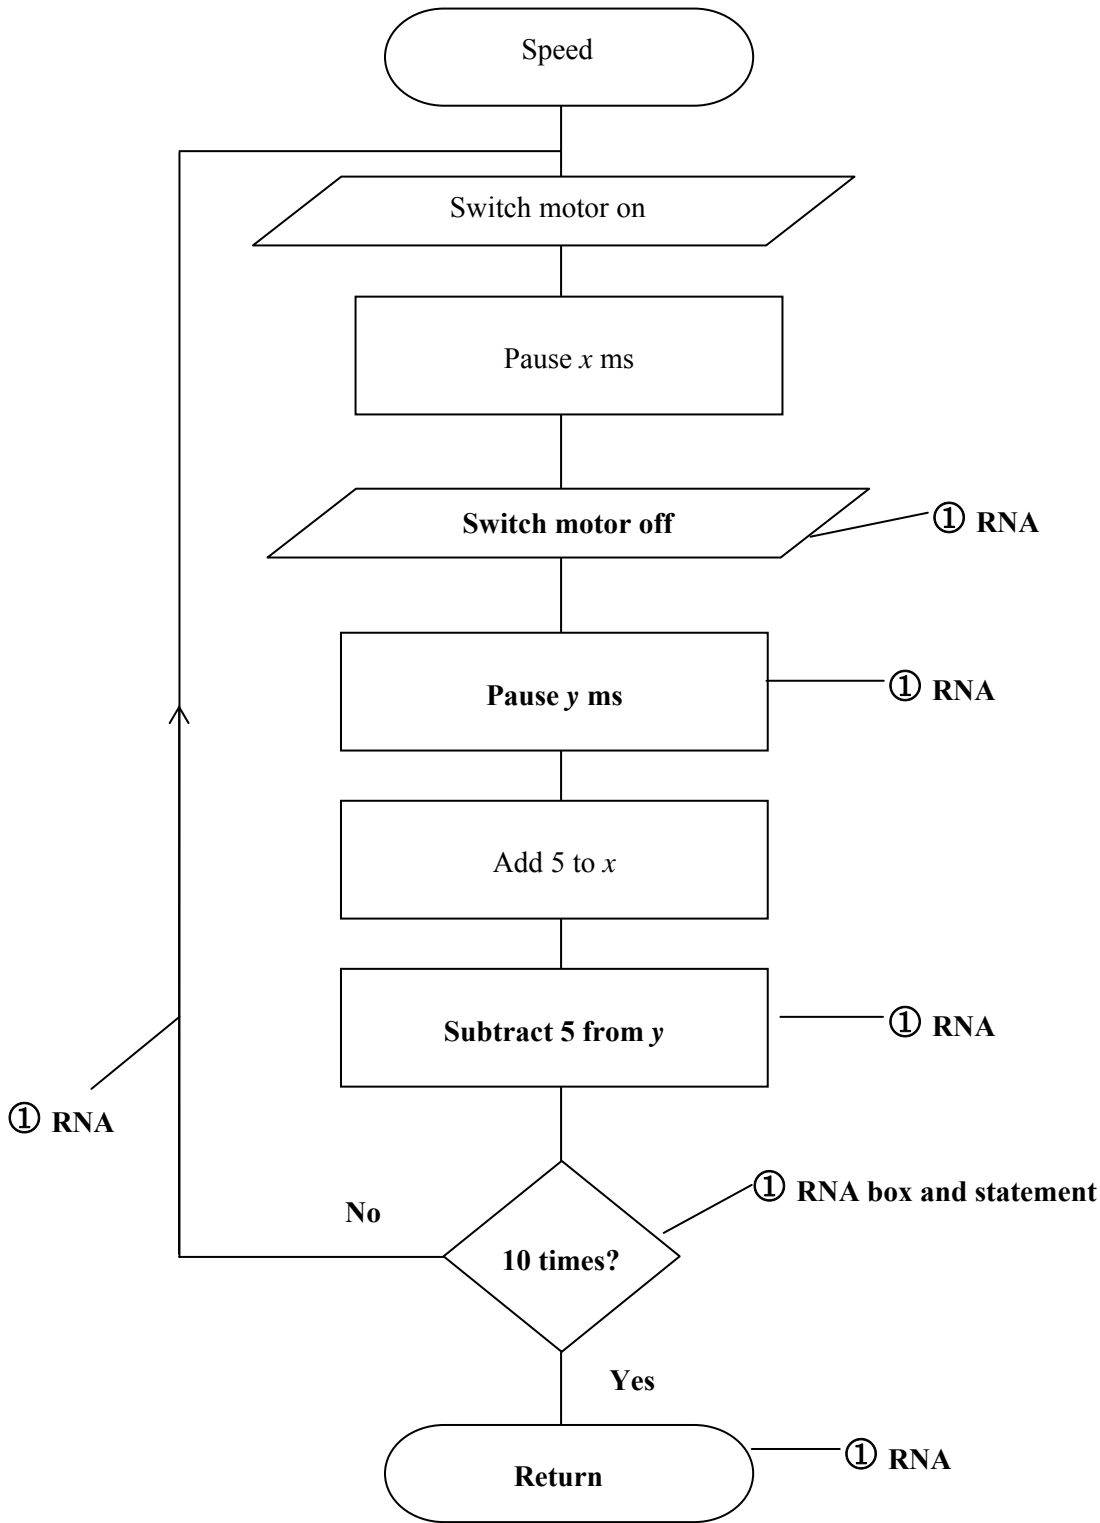 Speed
Switch motor on
Pause x ms
Switch motor off
① RNA
Pause y ms
① RNA
Add 5 to x
Subtract 5 from y
① RNA
① RNA
① RNA box and statement
No
10 times?
Yes
① RNA
Return